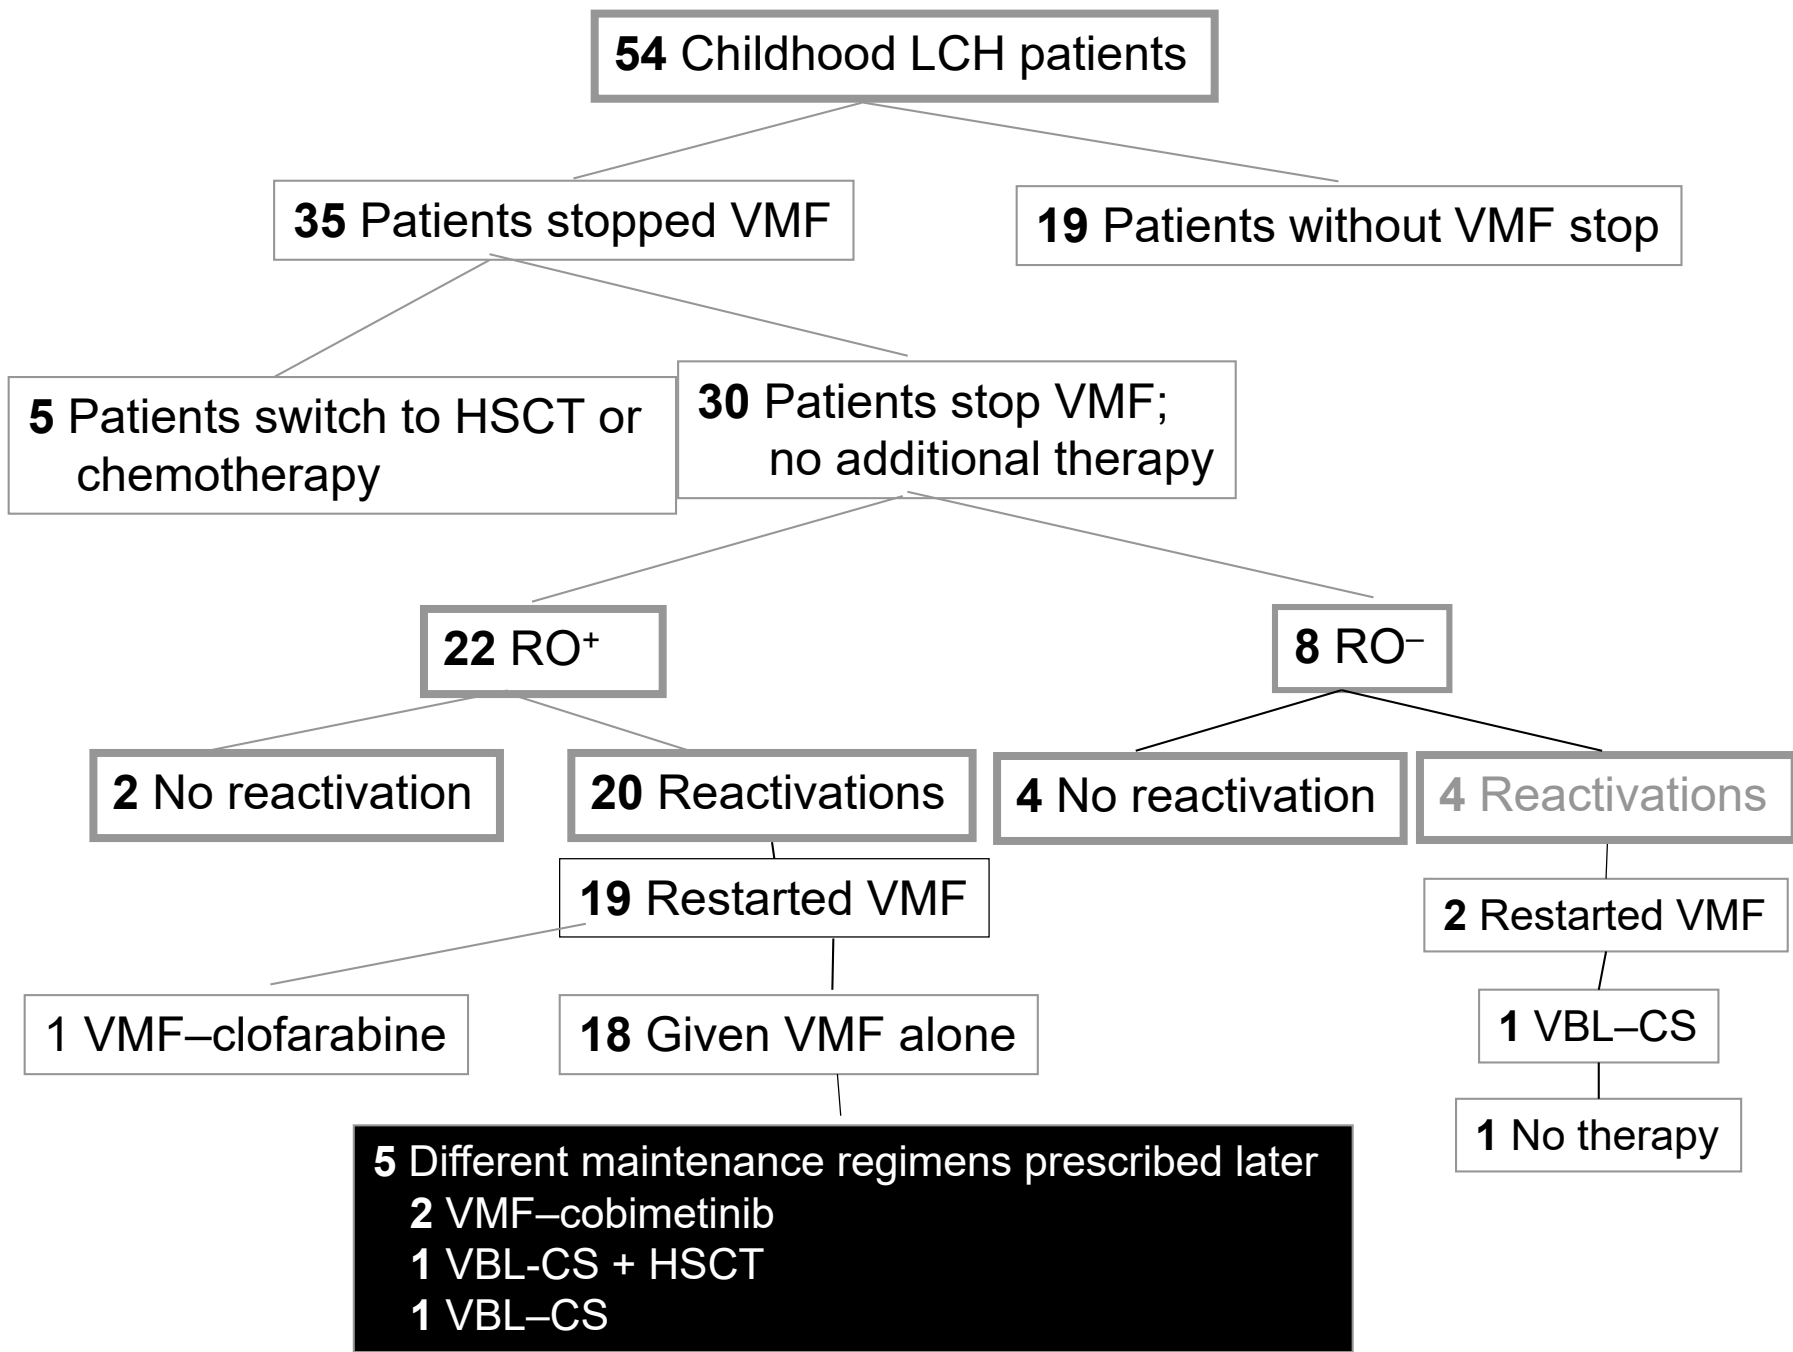 54 Childhood LCH patients
35 Patients stopped VMF
19 Patients without VMF stop
5 Patients switch to HSCT or
chemotherapy
30 Patients stop VMF;
no additional therapy
22 RO⁺
8 RO⁻
2 No reactivation
20 Reactivations
4 No reactivation
4 Reactivations
19 Restarted VMF
2 Restarted VMF
1 VMF–clofarabine
18 Given VMF alone
1 VBL–CS
1 No therapy
5 Different maintenance regimens prescribed later
2 VMF–cobimetinib
1 VBL-CS + HSCT
1 VBL–CS